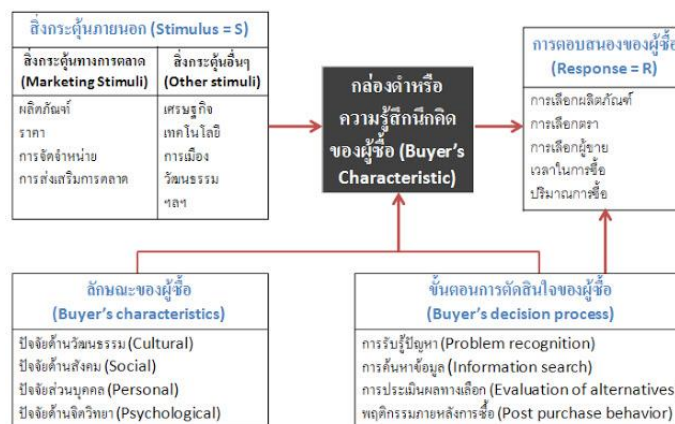 สิ่งกระตุ้นภายนอก (Stimulus = S)
สิ่งกระตุ้นทางการตลาด
(Marketing Stimuli)
ผลิตภัณฑ์
ราคา
การจัดจำหน่าย
การส่งเสริมการตลาด
สิ่งกระตุ้นอื่นๆ
(Other stimuli)
เศรษฐกิจ
เทคโนโลยี
การเมือง
วัฒนธรรม
ฯลฯ
กล่องดำหรือ
ความรู้สึกนึกคิด
ของผู้ซื้อ (Buyer's
Characteristic)
การตอบสนองของผู้ซื้อ
(Response = R)
การเลือกผลิตภัณฑ์
การเลือกตรา
การเลือกผู้ขาย
เวลาในการซื้อ
ปริมาณการซื้อ
ลักษณะของผู้ซื้อ
(Buyer's characteristics)
ปัจจัยด้านวัฒนธรรม (Cultural)
ปัจจัยด้านสังคม (Social)
ปัจจัยส่วนบุคคล (Personal)
ปัจจัยด้านจิตวิทยา (Psychological)
ขั้นตอนการตัดสินใจของผู้ซื้อ
(Buyer's decision process)
การรับรู้ปัญหา (Problem recognition)
การค้นหาข้อมูล (Information search)
การประเมินผลทางเลือก (Evaluation of alternatives
พฤติกรรมภายหลังการซื้อ (Post purchase behavior)